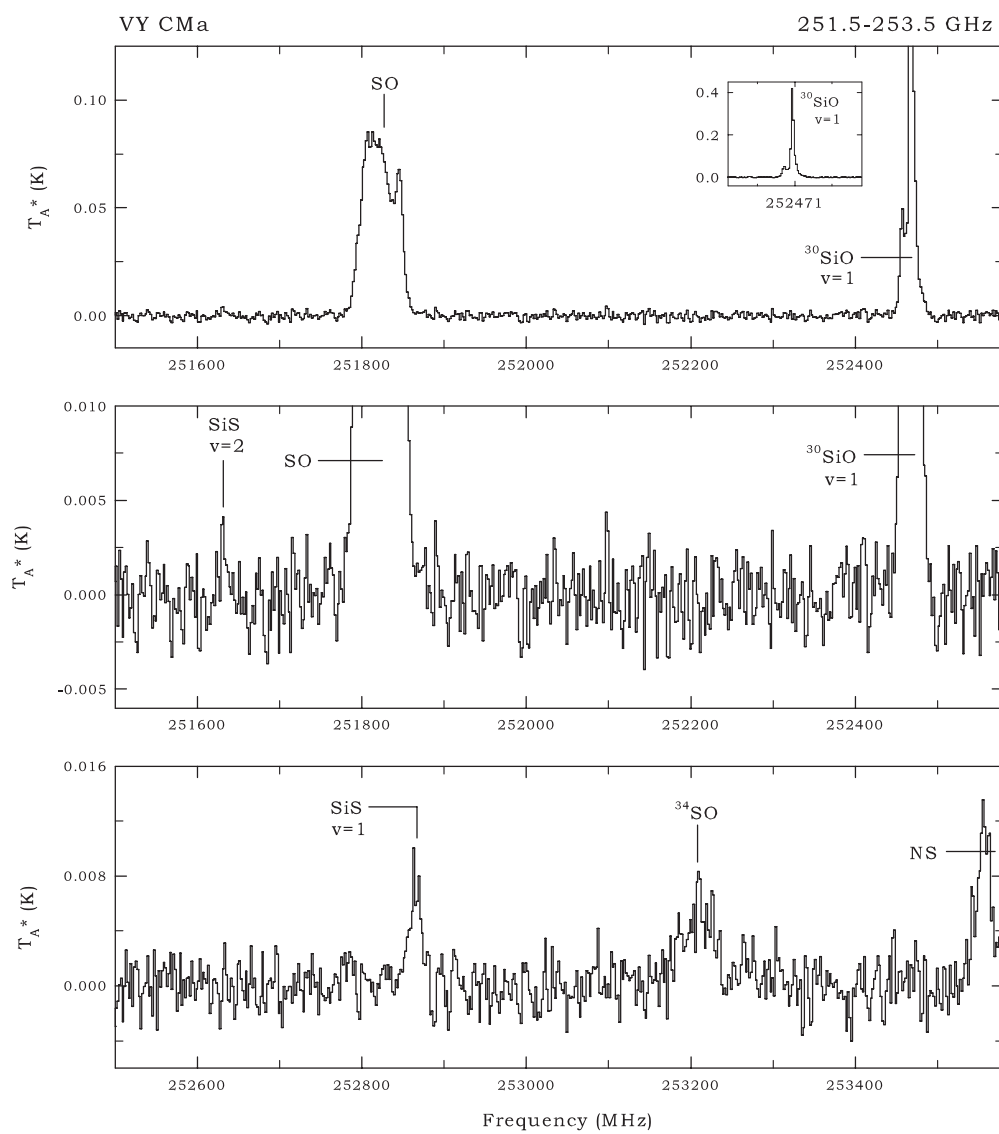 VY CMa 251.5-253.5 GHz
T_A* (K)
0.10
0.05
0.00
SO
0.4
0.2
0.0
³⁰SiO
v=1
252471
³⁰SiO
v=1
251600 251800 252000 252200 252400
T_A* (K)
0.010
0.005
0.000
-0.005
SiS
v=2
SO
³⁰SiO
v=1
251600 251800 252000 252200 252400
T_A* (K)
0.016
0.008
0.000
SiS
v=1
³⁴SO
NS
252600 252800 253000 253200 253400
Frequency (MHz)